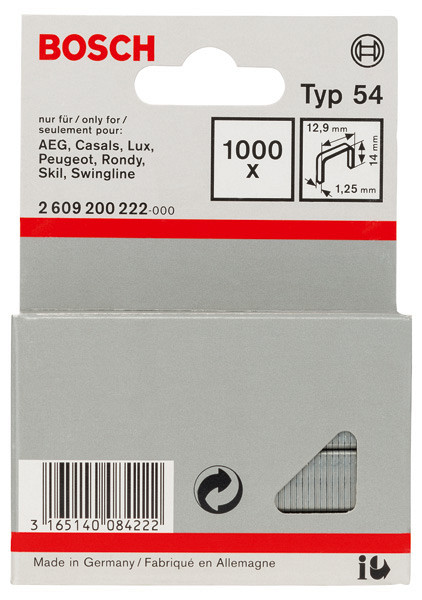 BOSCH
Typ 54
nur für / only for /
seulement pour:
AEG, Casals, Lux,
Peugeot, Rondy,
Skil, Swingline
2 609 200 222-000
1000
x
12,9 mm
14 mm
1,25 mm
3 165140 084222
Made in Germany / Fabriqué en Allemagne